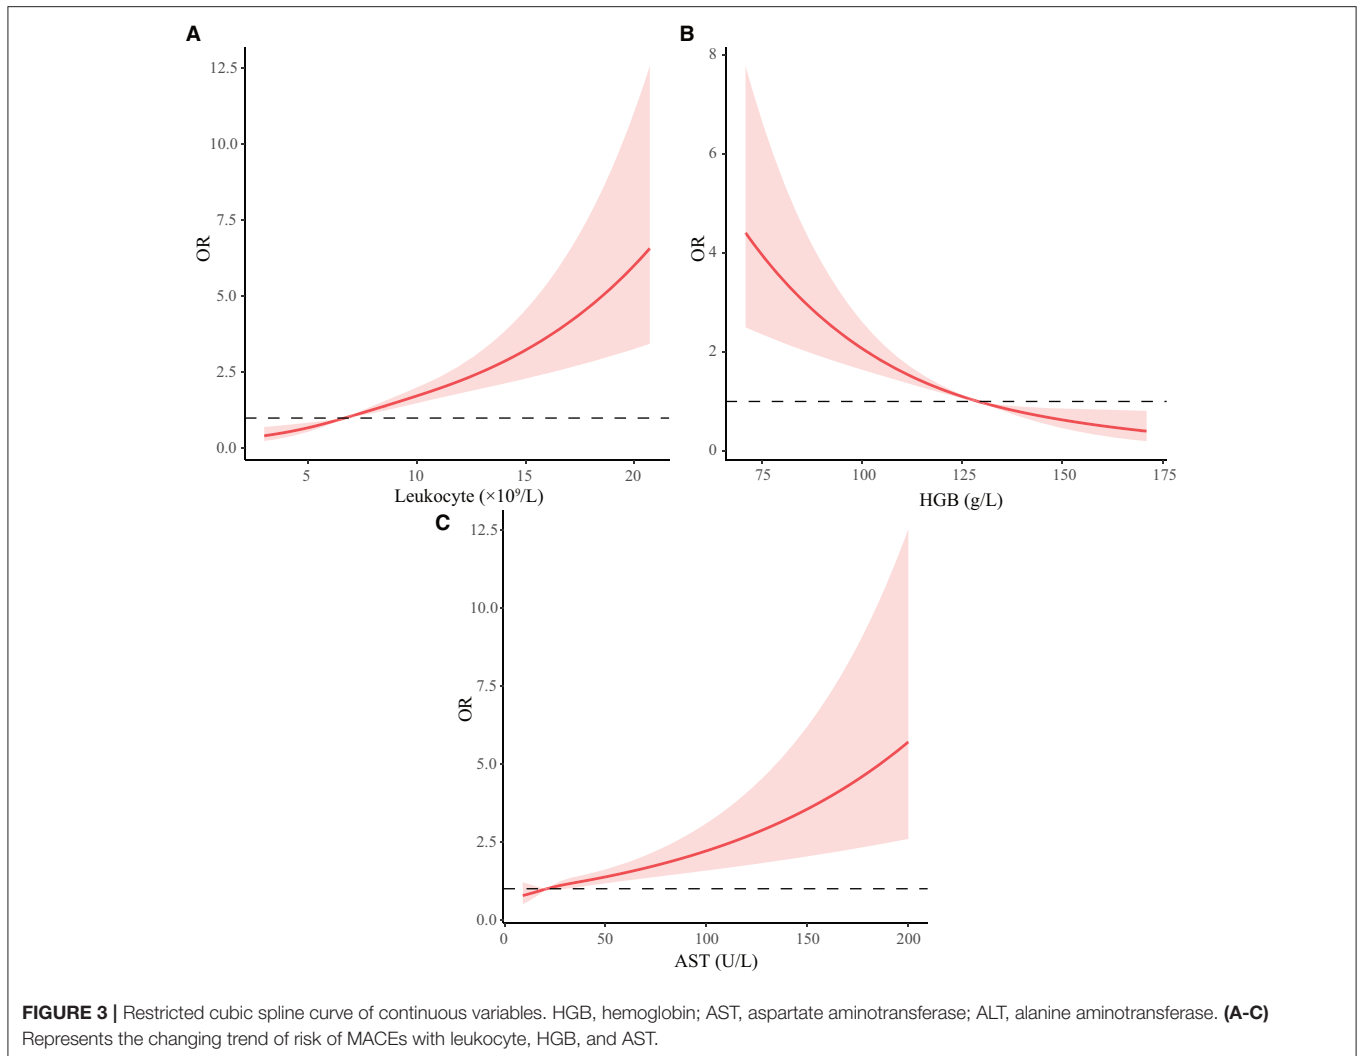 A
12.5
10.0
7.5
5.0
2.5
0.0
OR
5
10
15
20
Leukocyte (×10⁹/L)
B
8
6
4
2
0
OR
75
100
125
150
175
HGB (g/L)
C
12.5
10.0
7.5
5.0
2.5
0.0
OR
0
50
100
150
200
AST (U/L)
FIGURE 3 | Restricted cubic spline curve of continuous variables. HGB, hemoglobin; AST, aspartate aminotransferase; ALT, alanine aminotransferase. (A-C)
Represents the changing trend of risk of MACEs with leukocyte, HGB, and AST.